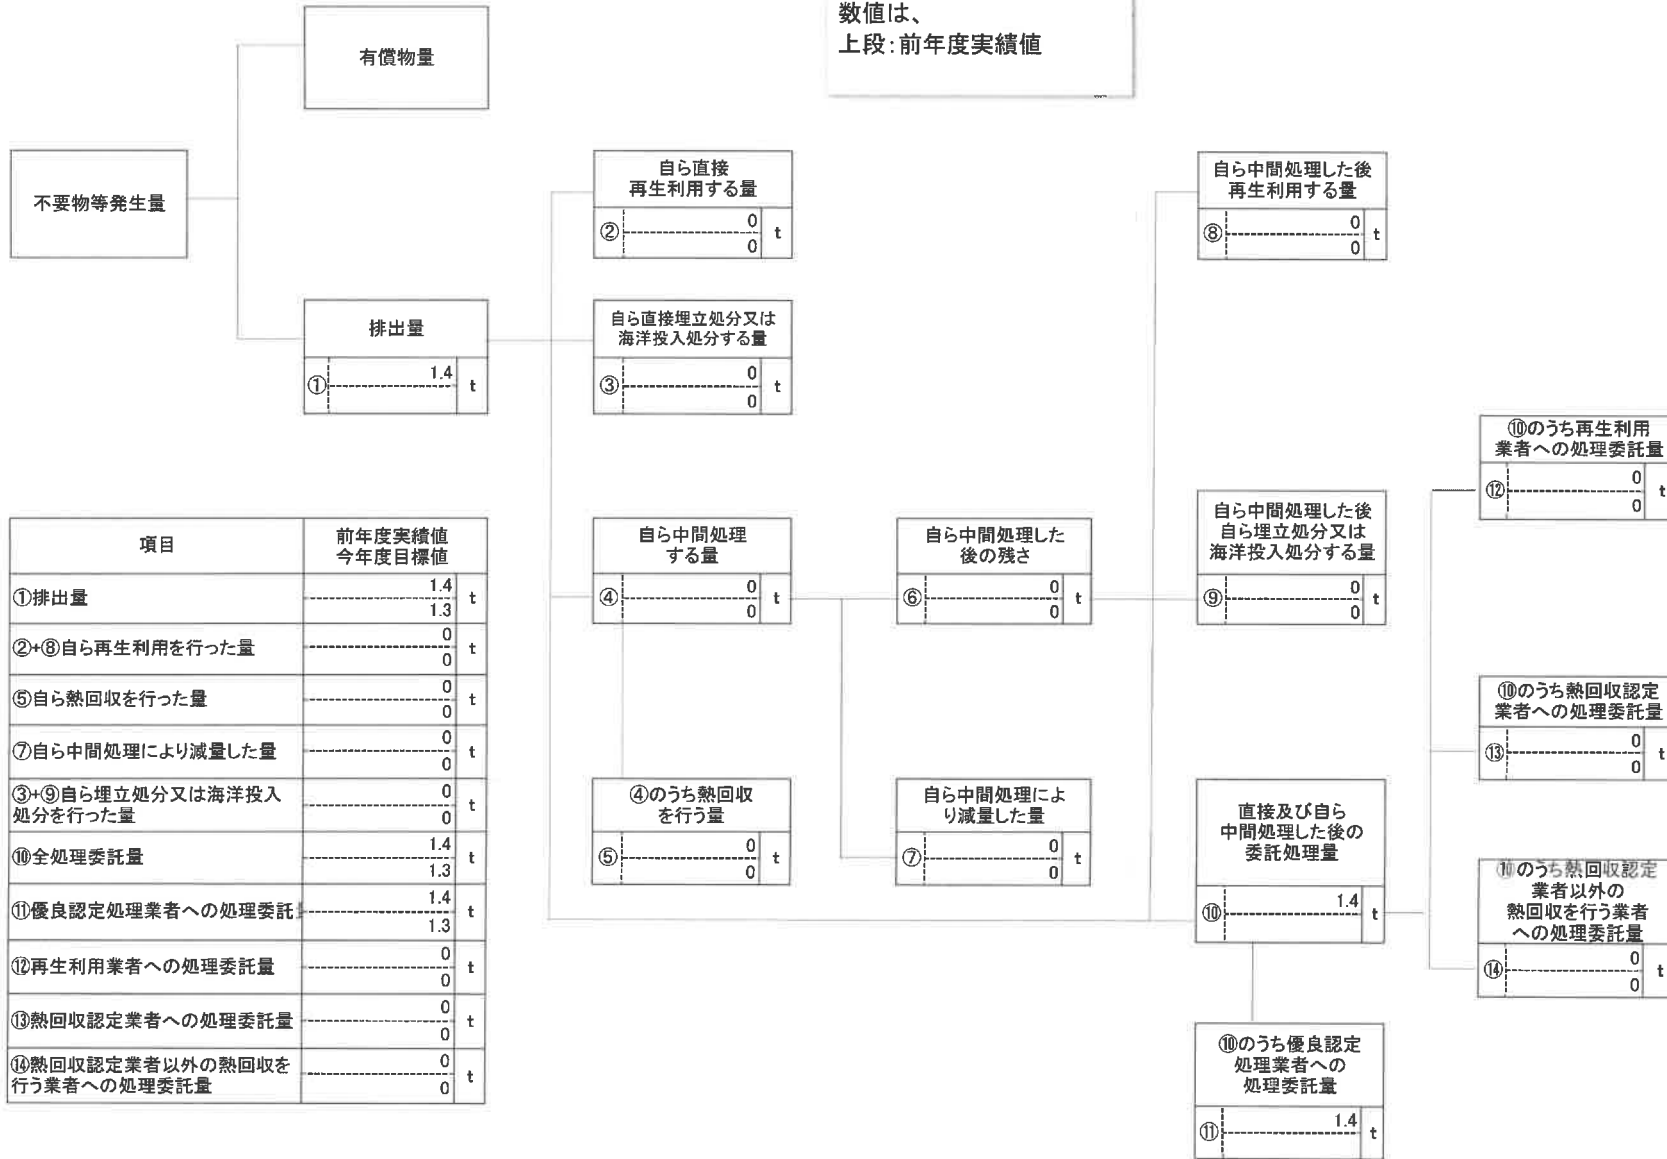 数値は、
上段:前年度実績値
有償物量
不要物等発生量
排出量
① 1.4 t
自ら直接
再生利用する量
② 0 t
0
自ら直接埋立処分又は
海洋投入処分する量
③ 0 t
0
自ら中間処理
する量
④ 0 t
0
④のうち熱回収
を行う量
⑤ 0 t
0
自ら中間処理した
後の残さ
⑥ 0 t
0
自ら中間処理によ
り減量した量
⑦ 0 t
0
自ら中間処理した後
再生利用する量
⑧ 0 t
0
自ら中間処理した後
自ら埋立処分又は
海洋投入処分する量
⑨ 0 t
0
直接及び自ら
中間処理した後の
委託処理量
⑩ 1.4 t
⑩のうち優良認定
処理業者への
処理委託量
⑪ 1.4 t
⑩のうち再生利用
業者への処理委託量
⑫ 0 t
0
⑩のうち熱回収認定
業者への処理委託量
⑬ 0 t
0
⑩のうち熱回収認定
業者以外の
熱回収を行う業者
への処理委託量
⑭ 0 t
0
項目 前年度実績値
今年度目標値
①排出量 1.4 t
1.3
②+⑧自ら再生利用を行った量 0 t
0
⑤自ら熱回収を行った量 0 t
0
⑦自ら中間処理により減量した量 0 t
0
③+⑨自ら埋立処分又は海洋投入
処分を行った量 0 t
0
⑩全処理委託量 1.4 t
1.3
⑪優良認定処理業者への処理委託 1.4 t
1.3
⑫再生利用業者への処理委託量 0 t
0
⑬熱回収認定業者への処理委託量 0 t
0
⑭熱回収認定業者以外の熱回収を
行う業者への処理委託量 0 t
0